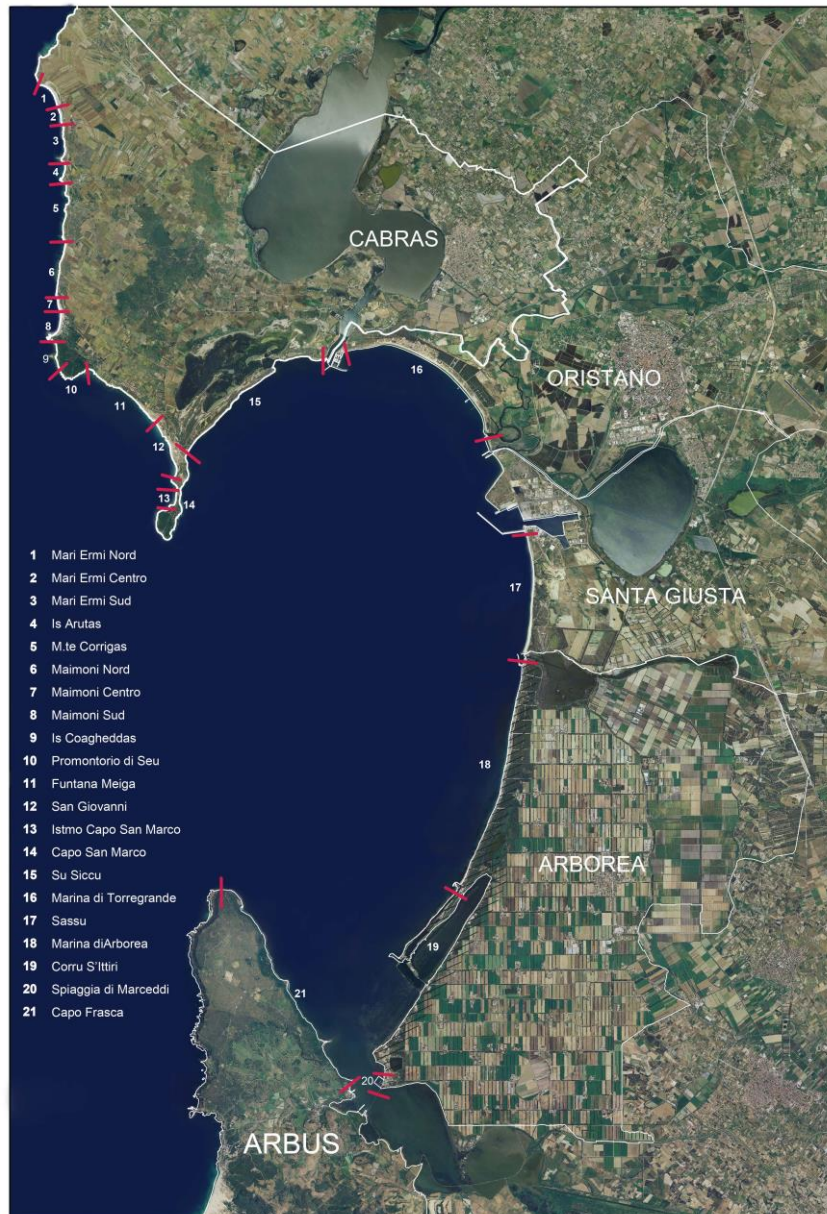 1
2
3
4
5
6
7
8
9
10
11
12
13
14
15
16
17
18
19
20
21
CABRAS
ORISTANO
SANTA GIUSTA
ARBOREA
ARBUS
1 Mari Ermi Nord
2 Mari Ermi Centro
3 Mari Ermi Sud
4 Is Arutas
5 M.te Corrigas
6 Maimoni Nord
7 Maimoni Centro
8 Maimoni Sud
9 Is Coagheddas
10 Promontorio di Seu
11 Funtana Meiga
12 San Giovanni
13 Istmo Capo San Marco
14 Capo San Marco
15 Su Siccu
16 Marina di Torregrande
17 Sassu
18 Marina diArborea
19 Corru S'Ittiri
20 Spiaggia di Marceddi
21 Capo Frasca